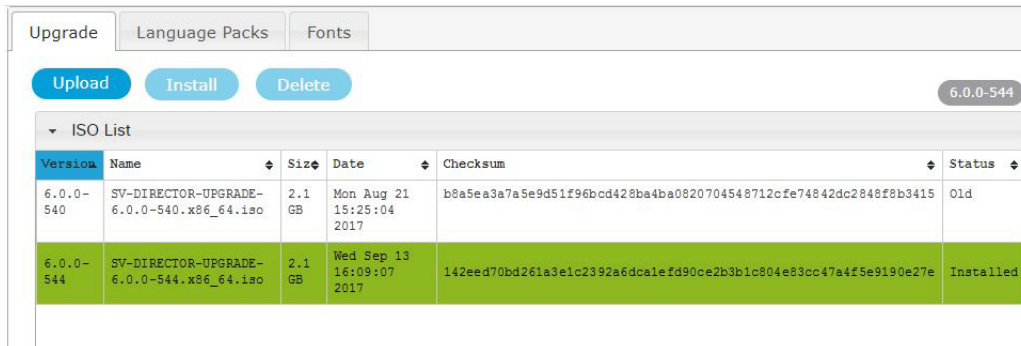 Upgrade Language Packs Fonts
Upload Install Delete
6.0.0-544
ISO List
Version Name Size Date Checksum Status
6.0.0- SV-DIRECTOR-UPGRADE- 2.1 Mon Aug 21 b8a5ea3a7a5e9d51f96bcd428ba4ba0820704548712cfe74842dc2848f8b3415 Old
540 6.0.0-540.x86_64.iso GB 15:25:04
2017
6.0.0- SV-DIRECTOR-UPGRADE- 2.1 Wed Sep 13 142eed70bd261a3e1c2392a6dca1efd90ce2b3b1c804e83cc47a4f5e9190e27e Installed
544 6.0.0-544.x86_64.iso GB 16:09:07
2017